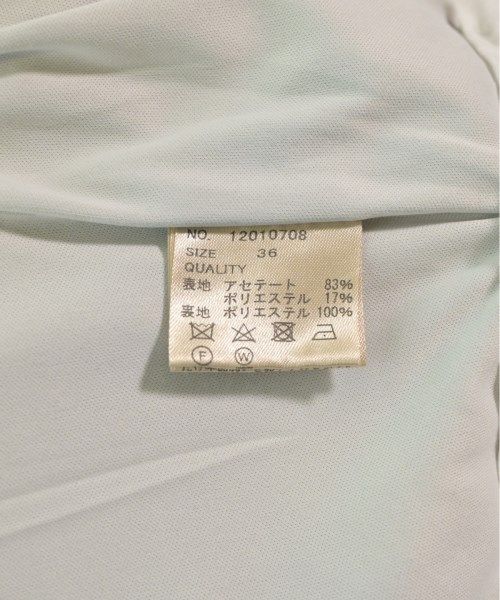 NO. 12010708
SIZE 36
QUALITY
表地 アセテート 83%
ポリエステル 17%
裏地 ポリエステル 100%
F W